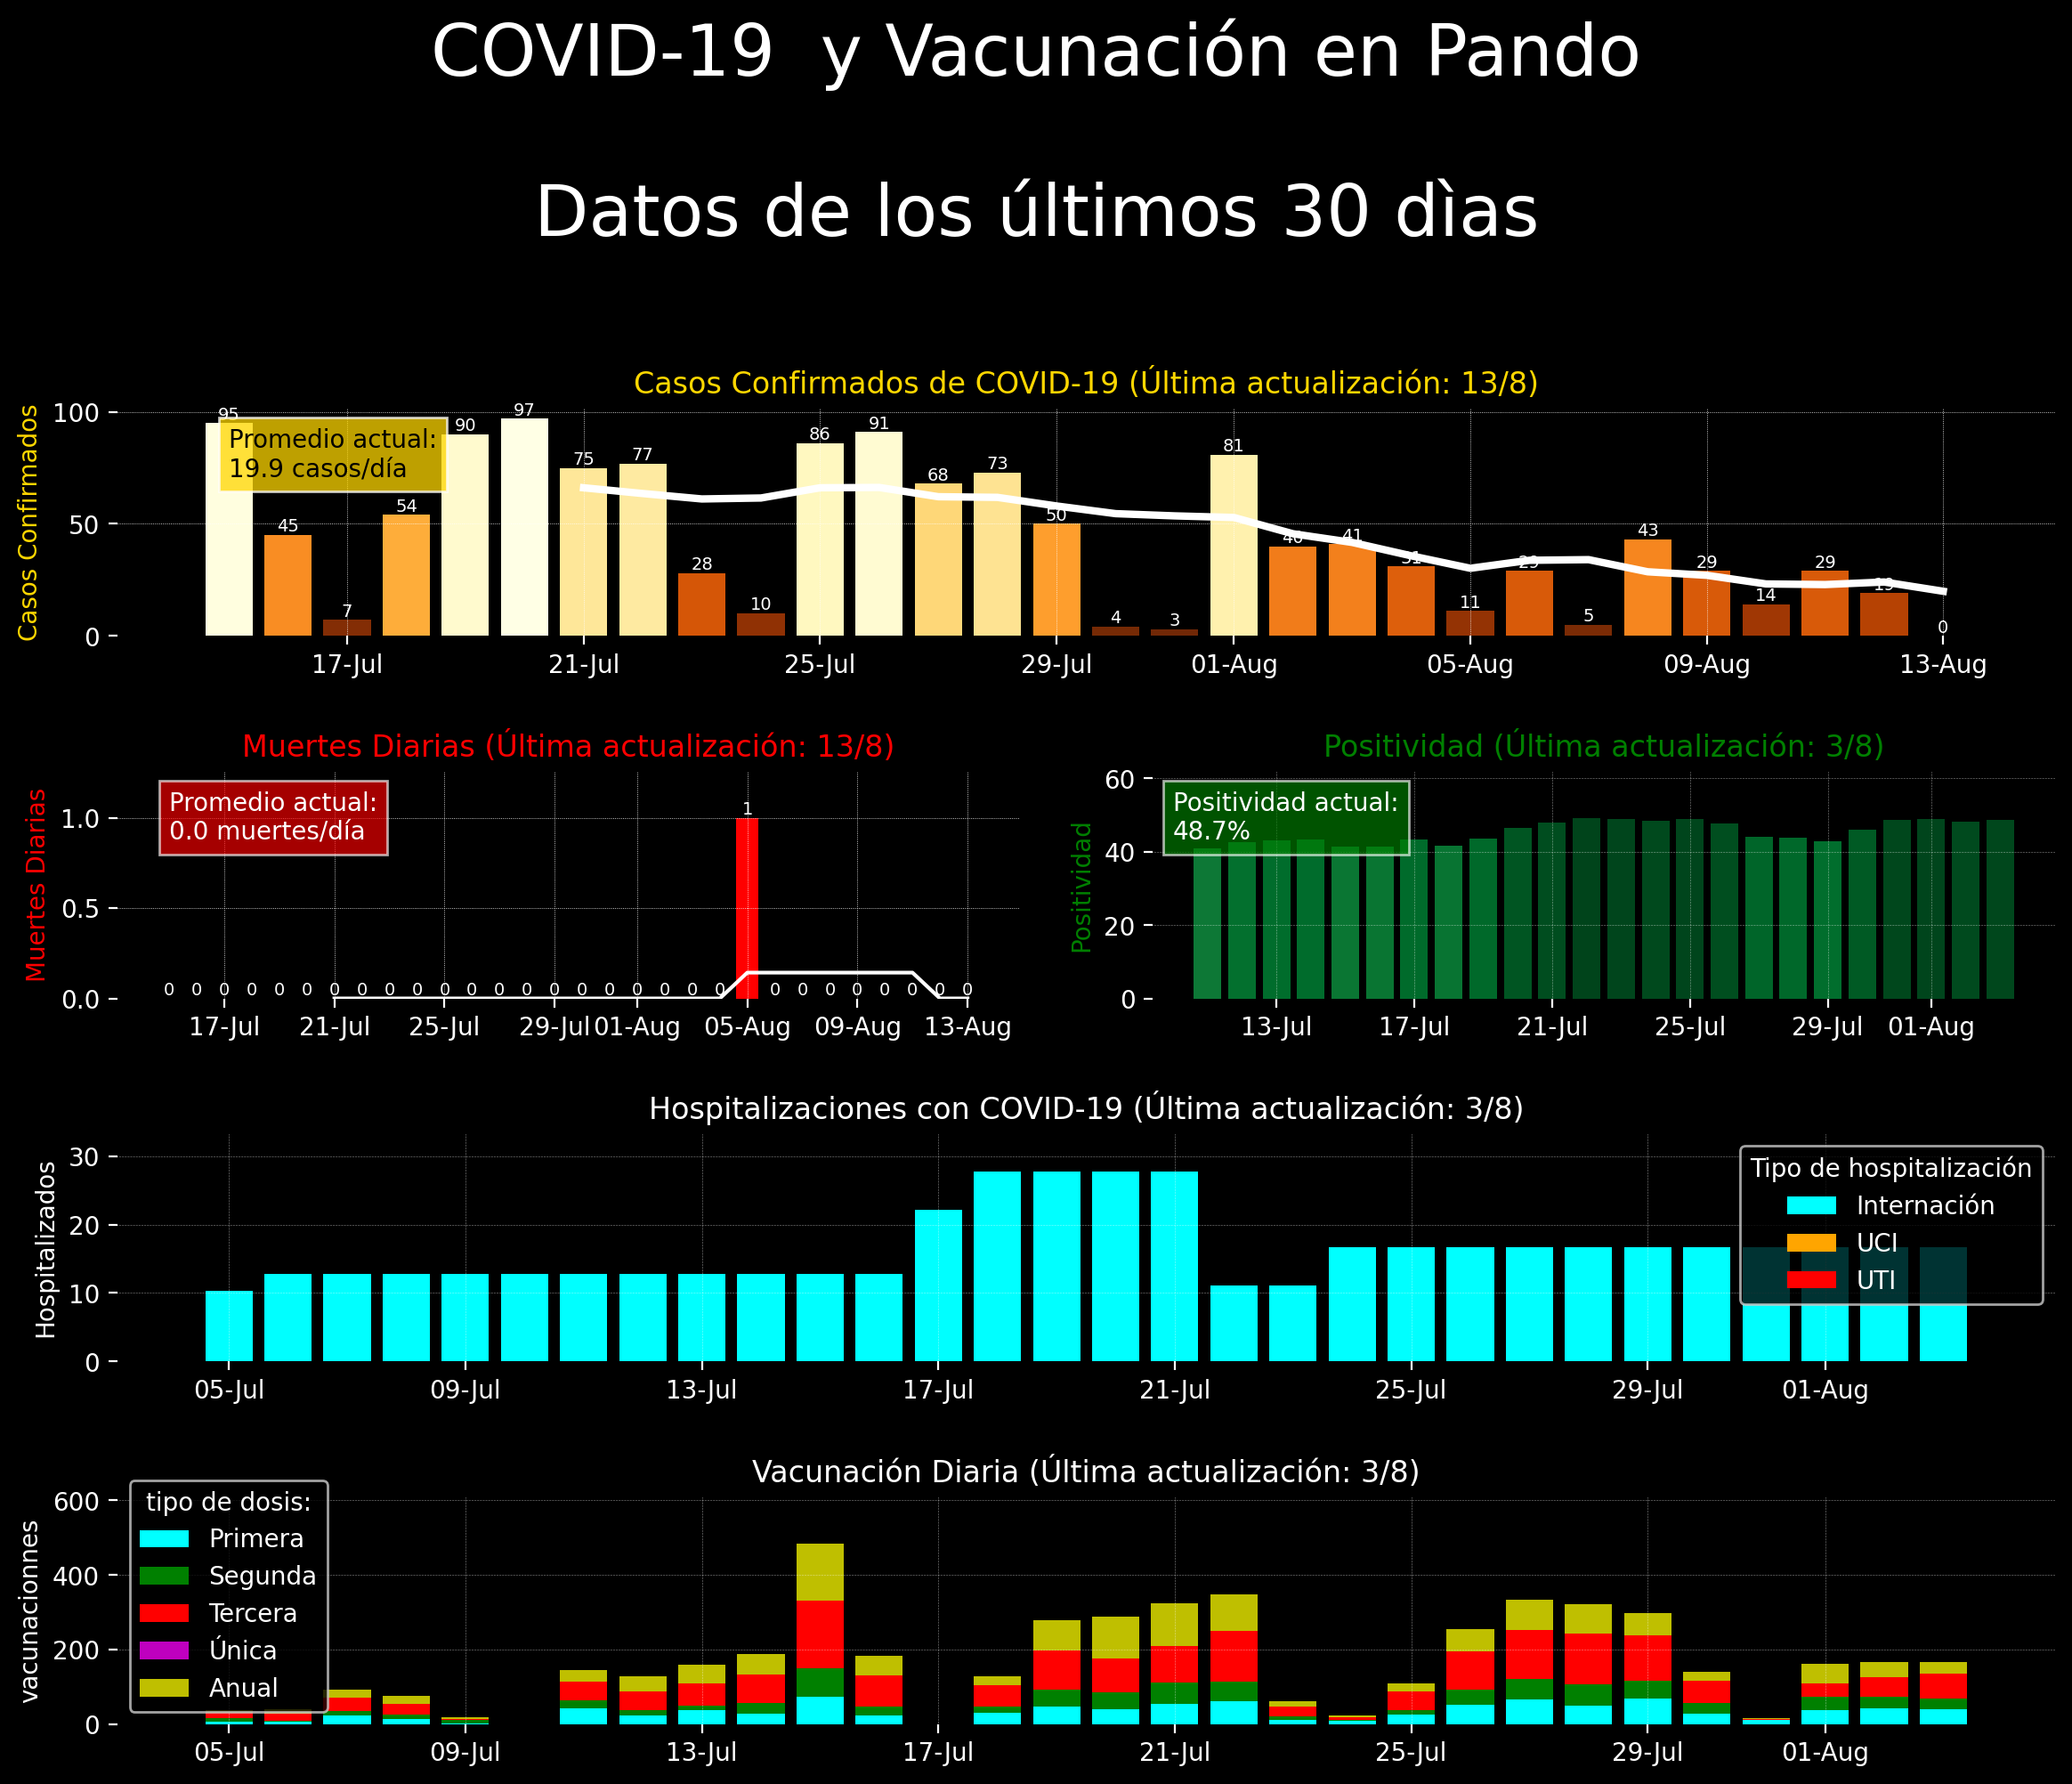 COVID-19  y Vacunación en Pando
Datos de los últimos 30 dìas
Casos Confirmados de COVID-19 (Última actualización: 13/8)
Casos Confirmados
100
50
0
Promedio actual:
19.9 casos/día
95
45
7
54
90
97
75
77
28
10
86
91
68
73
50
4
3
81
40
41
31
11
29
5
43
29
14
29
19
0
17-Jul 21-Jul 25-Jul 29-Jul 01-Aug 05-Aug 09-Aug 13-Aug
Muertes Diarias (Última actualización: 13/8)
Muertes Diarias
1.0
0.5
0.0
Promedio actual:
0.0 muertes/día
1
0 0 0 0 0 0 0 0 0 0 0 0 0 0 0 0 0 0 0 0 0 0 0 0 0 0 0 0 0
17-Jul 21-Jul 25-Jul 29-Jul 01-Aug 05-Aug 09-Aug 13-Aug
Positividad (Última actualización: 3/8)
Positividad
60
40
20
0
Positividad actual:
48.7%
13-Jul 17-Jul 21-Jul 25-Jul 29-Jul 01-Aug
Hospitalizaciones con COVID-19 (Última actualización: 3/8)
Hospitalizados
30
20
10
0
Tipo de hospitalización
Internación
UCI
UTI
05-Jul 09-Jul 13-Jul 17-Jul 21-Jul 25-Jul 29-Jul 01-Aug
Vacunación Diaria (Última actualización: 3/8)
vacunacionnes
600
400
200
0
tipo de dosis:
Primera
Segunda
Tercera
Única
Anual
05-Jul 09-Jul 13-Jul 17-Jul 21-Jul 25-Jul 29-Jul 01-Aug